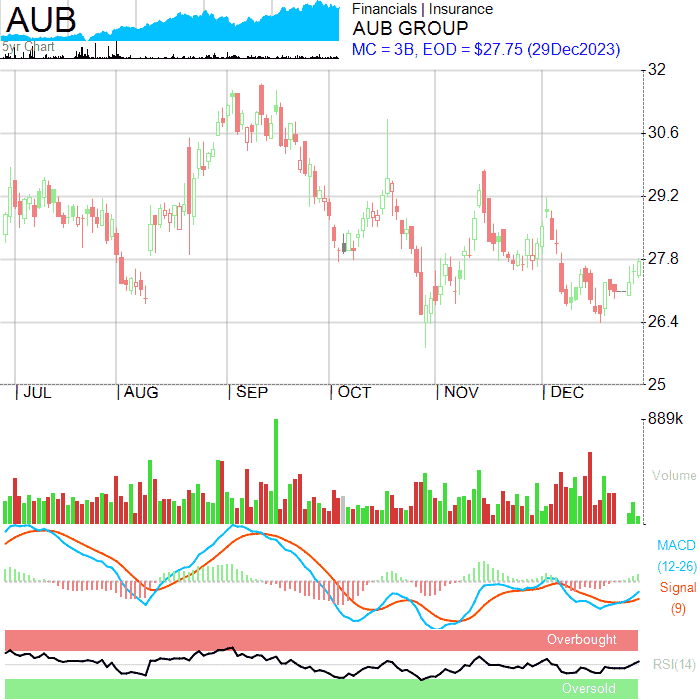 AUB
5yr Chart
Financials | Insurance
AUB GROUP
MC = 3B, EOD = $27.75 (29Dec2023)
32
30.6
29.2
27.8
26.4
25
JUL AUG SEP OCT NOV DEC
889k
Volume
MACD
(12-26)
Signal
(9)
Overbought
RSI(14)
Oversold